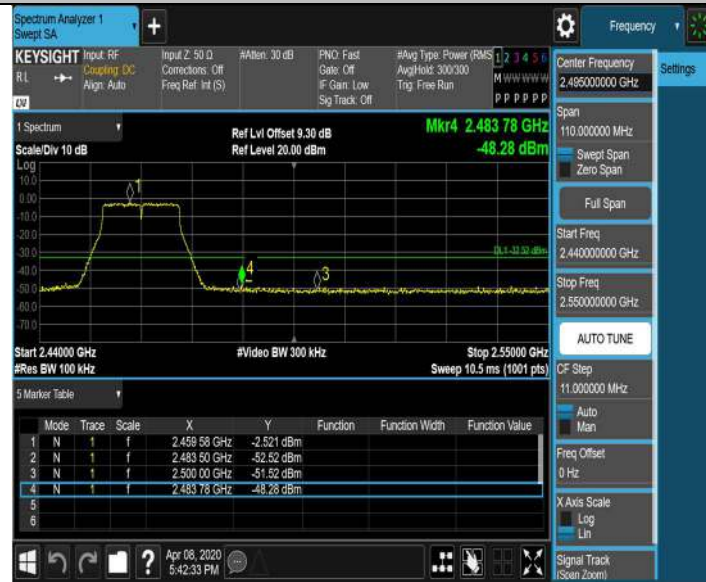 Spectrum Analyzer 1
Swept SA
+
Frequency
KEYSIGHT
RL
Input: RF
Coupling: DC
Align: Auto
Input Z: 50 Ω
Corrections: Off
Freq Ref: Int (S)
#Atten: 30 dB
PNO: Fast
Gate: Off
IF Gain: Low
Sig Track: Off
#Avg Type: Power (RMS
Avg|Hold: 300/300
Trig: Free Run
1 2 3 4 5 6
M W W W W W
P P P P P P
LXI
1 Spectrum
Scale/Div 10 dB
Ref Lvl Offset 9.30 dB
Ref Level 20.00 dBm
Mkr4 2.483 78 GHz
-48.28 dBm
Log
10.0
0.00
-10.0
-20.0
-30.0
-40.0
-50.0
-60.0
-70.0
1
4
3
DL1 -32.52 dBm
Start 2.44000 GHz
#Res BW 100 kHz
#Video BW 300 kHz
Stop 2.55000 GHz
Sweep 10.5 ms (1001 pts)
5 Marker Table
Mode Trace Scale X Y Function Function Width Function Value
1 N 1 f 2.459 58 GHz -2.521 dBm
2 N 1 f 2.483 50 GHz -52.52 dBm
3 N 1 f 2.500 00 GHz -51.52 dBm
4 N 1 f 2.483 78 GHz -48.28 dBm
5
6
?
Apr 08, 2020
5:42:33 PM
Center Frequency
2.495000000 GHz
Settings
Span
110.000000 MHz
Swept Span
Zero Span
Full Span
Start Freq
2.440000000 GHz
Stop Freq
2.550000000 GHz
AUTO TUNE
CF Step
11.000000 MHz
Auto
Man
Freq Offset
0 Hz
X Axis Scale
Log
Lin
Signal Track
(Span Zoom)